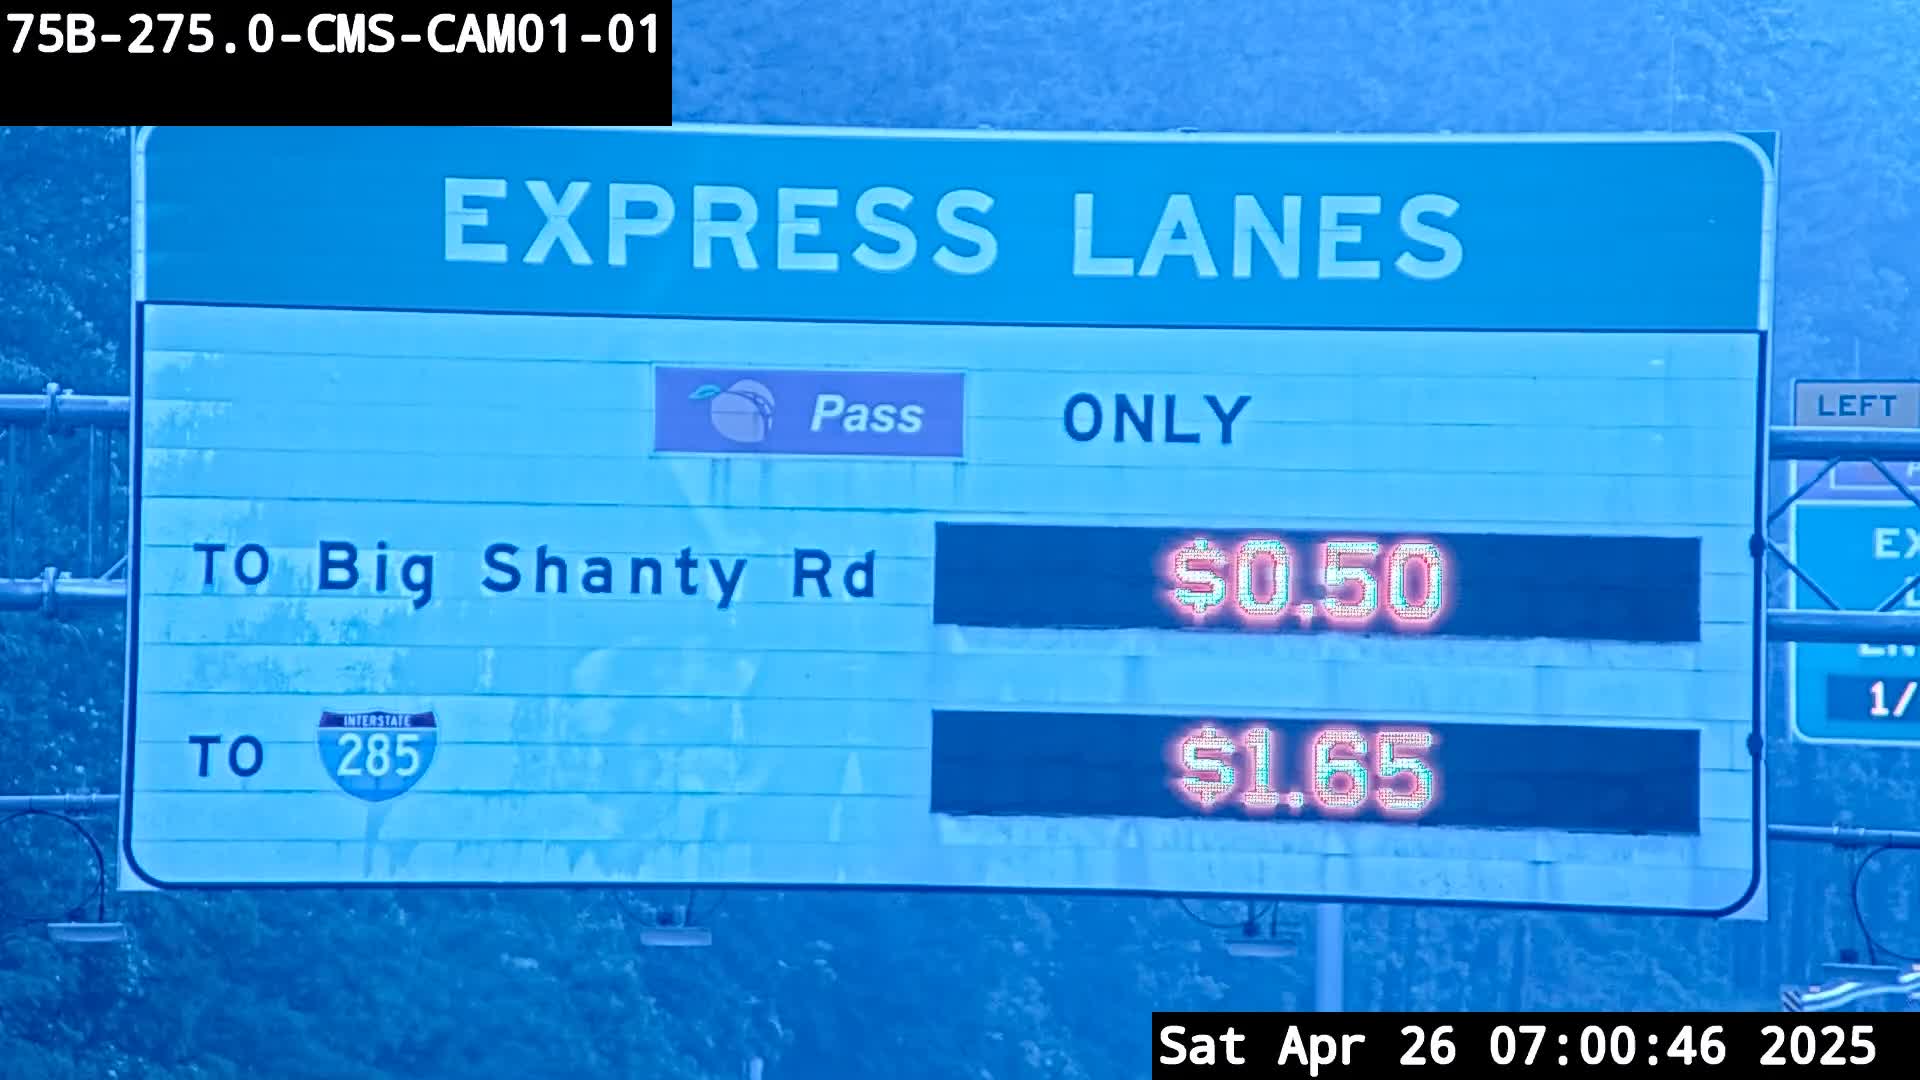 75B-275.0-CMS-CAM01-01
EXPRESS LANES
Pass ONLY
LEFT
TO Big Shanty Rd $0.50
TO INTERSTATE 285 $1.65
1/
Sat Apr 26 07:00:46 2025